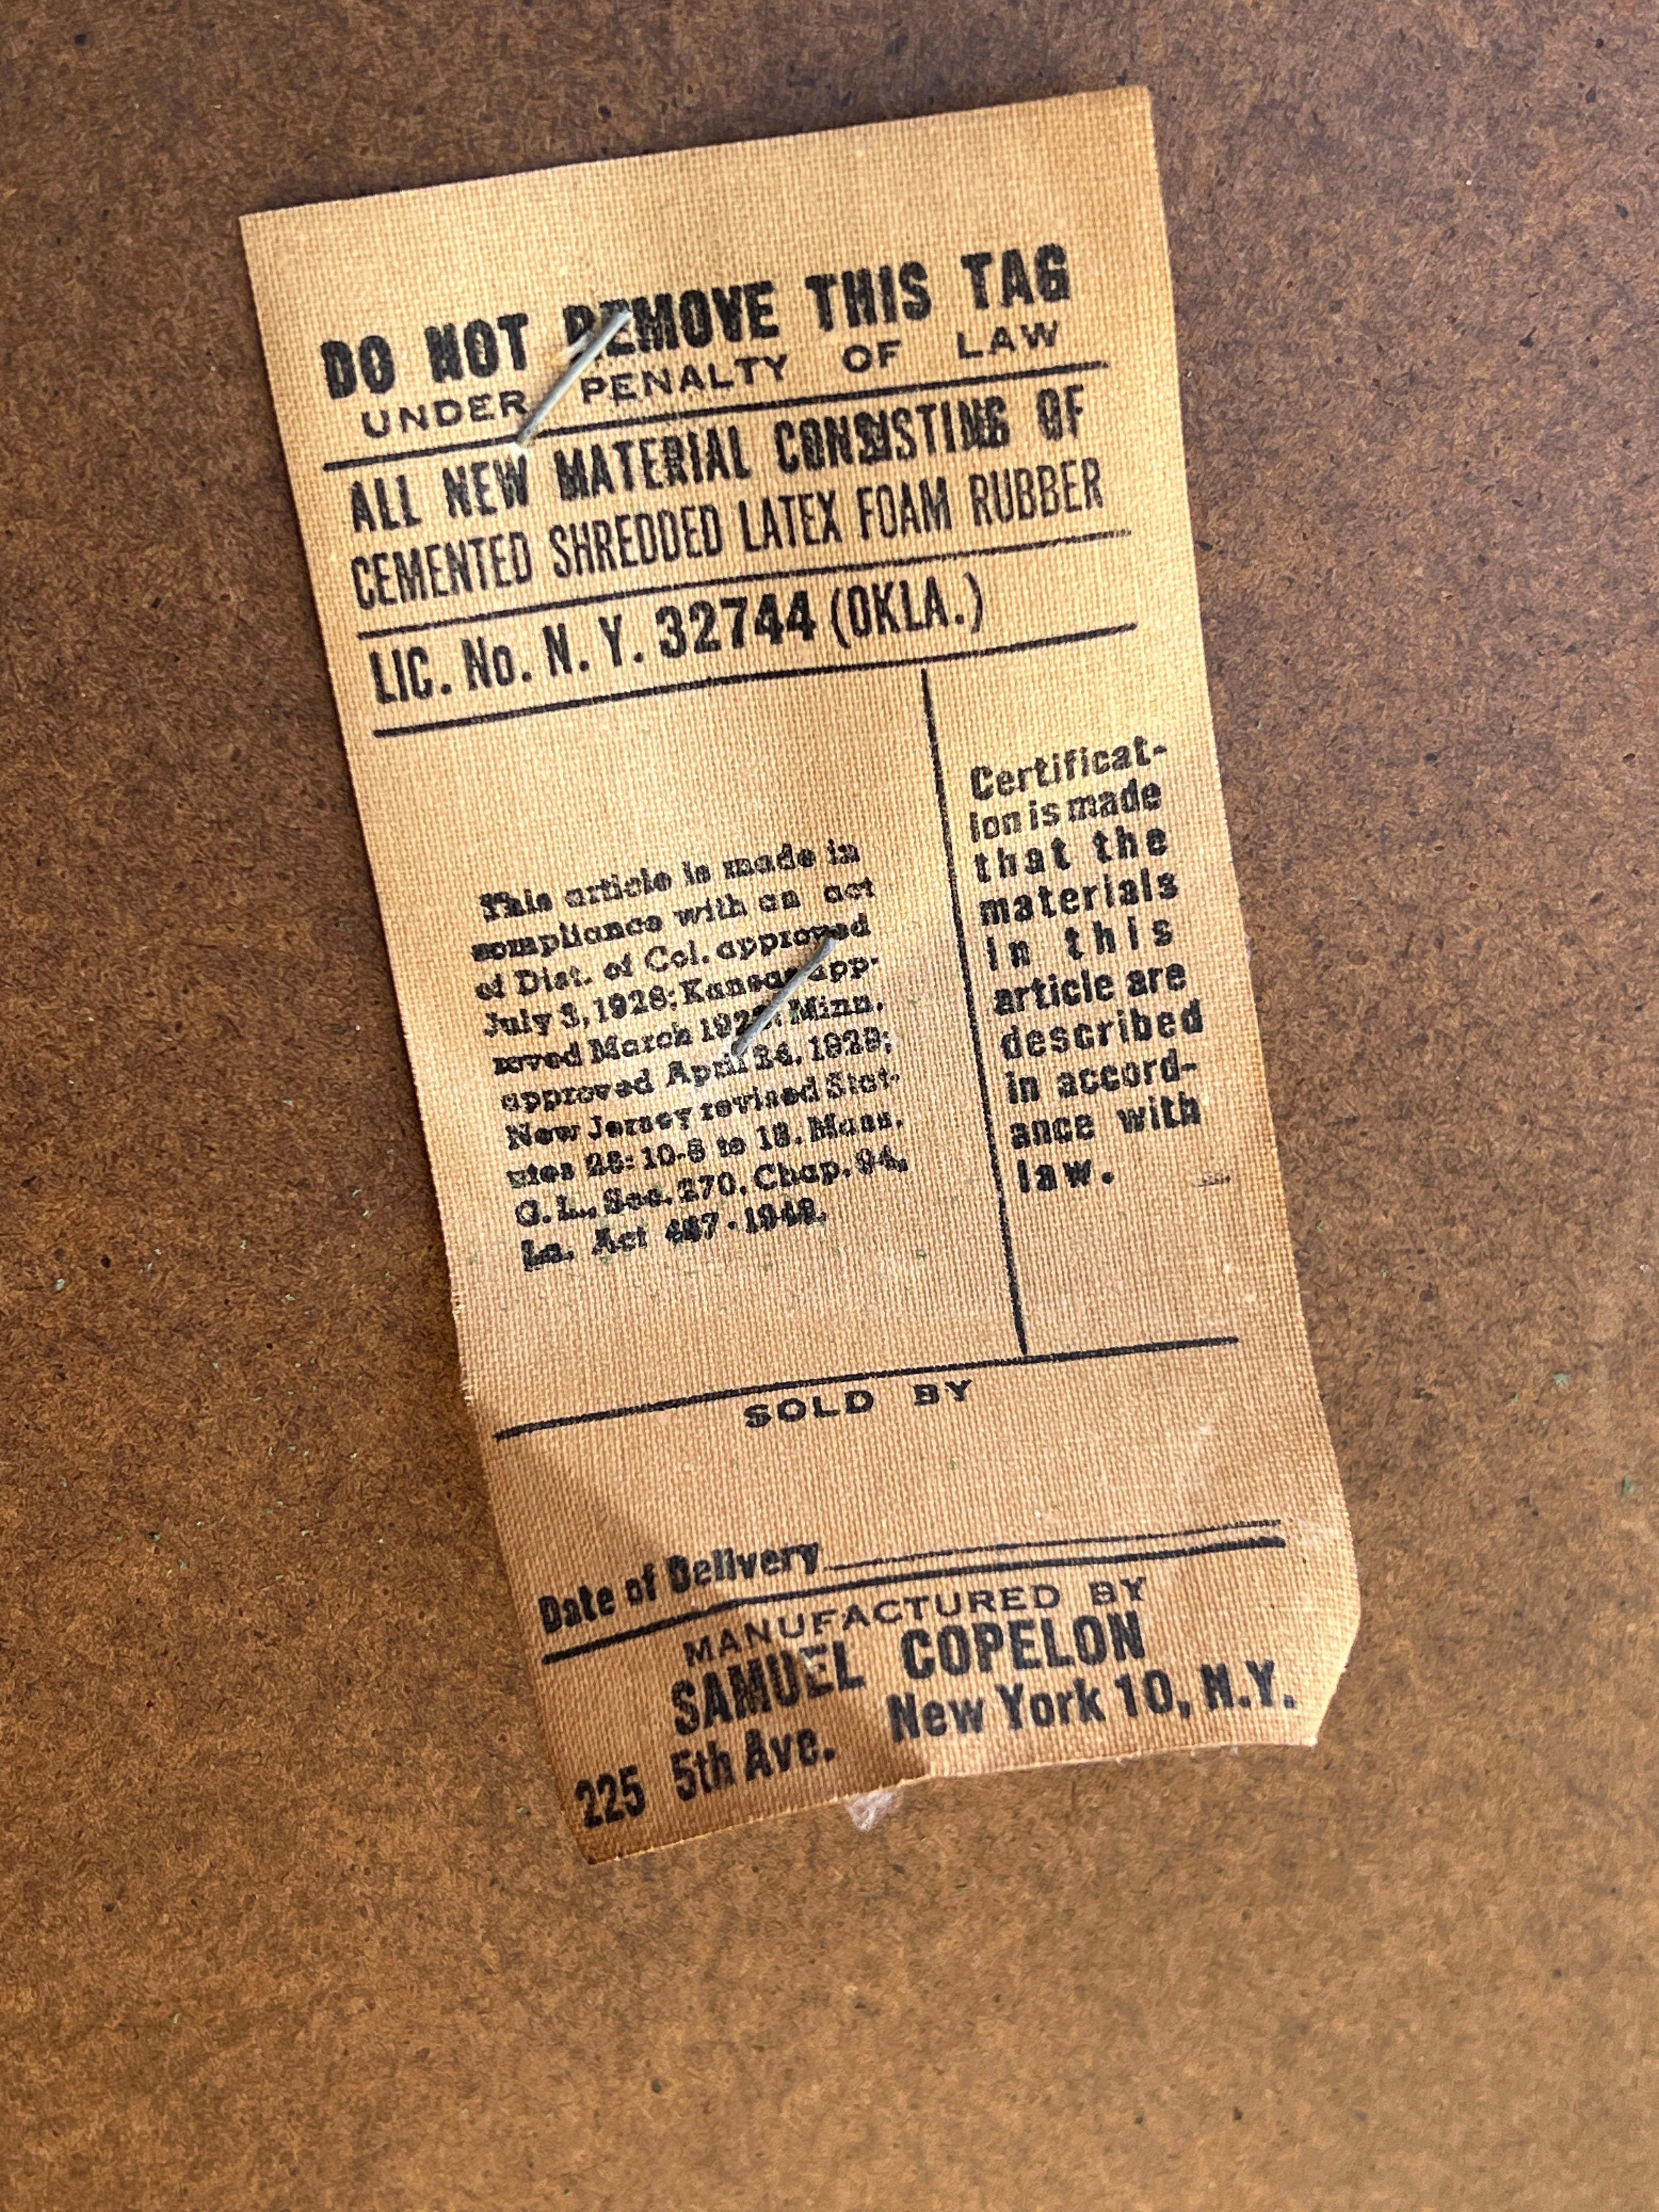 DO NOT REMOVE THIS TAG
UNDER PENALTY OF LAW
ALL NEW MATERIAL CONSISTING OF
CEMENTED SHREDDED LATEX FOAM RUBBER
LIC. No. N. Y. 32744 (OKLA.)
This article is made in
compliance with an act
of Dist. of Col. approved
July 3, 1926; Kansas app-
roved March 1923; Minn.
approved April 24, 1929;
New Jersey revised Stat-
utes 26: 10-6 to 18. Mass.
G. L., Sec. 270, Chap. 94,
La. Act 467 - 1948.
Certificat-
ion is made
that the
materials
in this
article are
described
in accord-
ance with
law.
SOLD BY
Date of Delivery
MANUFACTURED BY
SAMUEL COPELON
225 5th Ave. New York 10, N.Y.